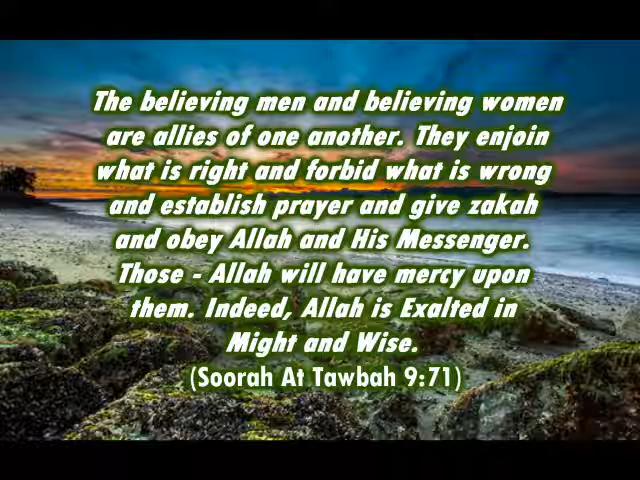 The believing men and believing women
are allies of one another. They enjoin
what is right and forbid what is wrong
and establish prayer and give zakah
and obey Allah and His Messenger.
Those - Allah will have mercy upon
them. Indeed, Allah is Exalted in
Might and Wise.
(Soorah At Tawbah 9:71)